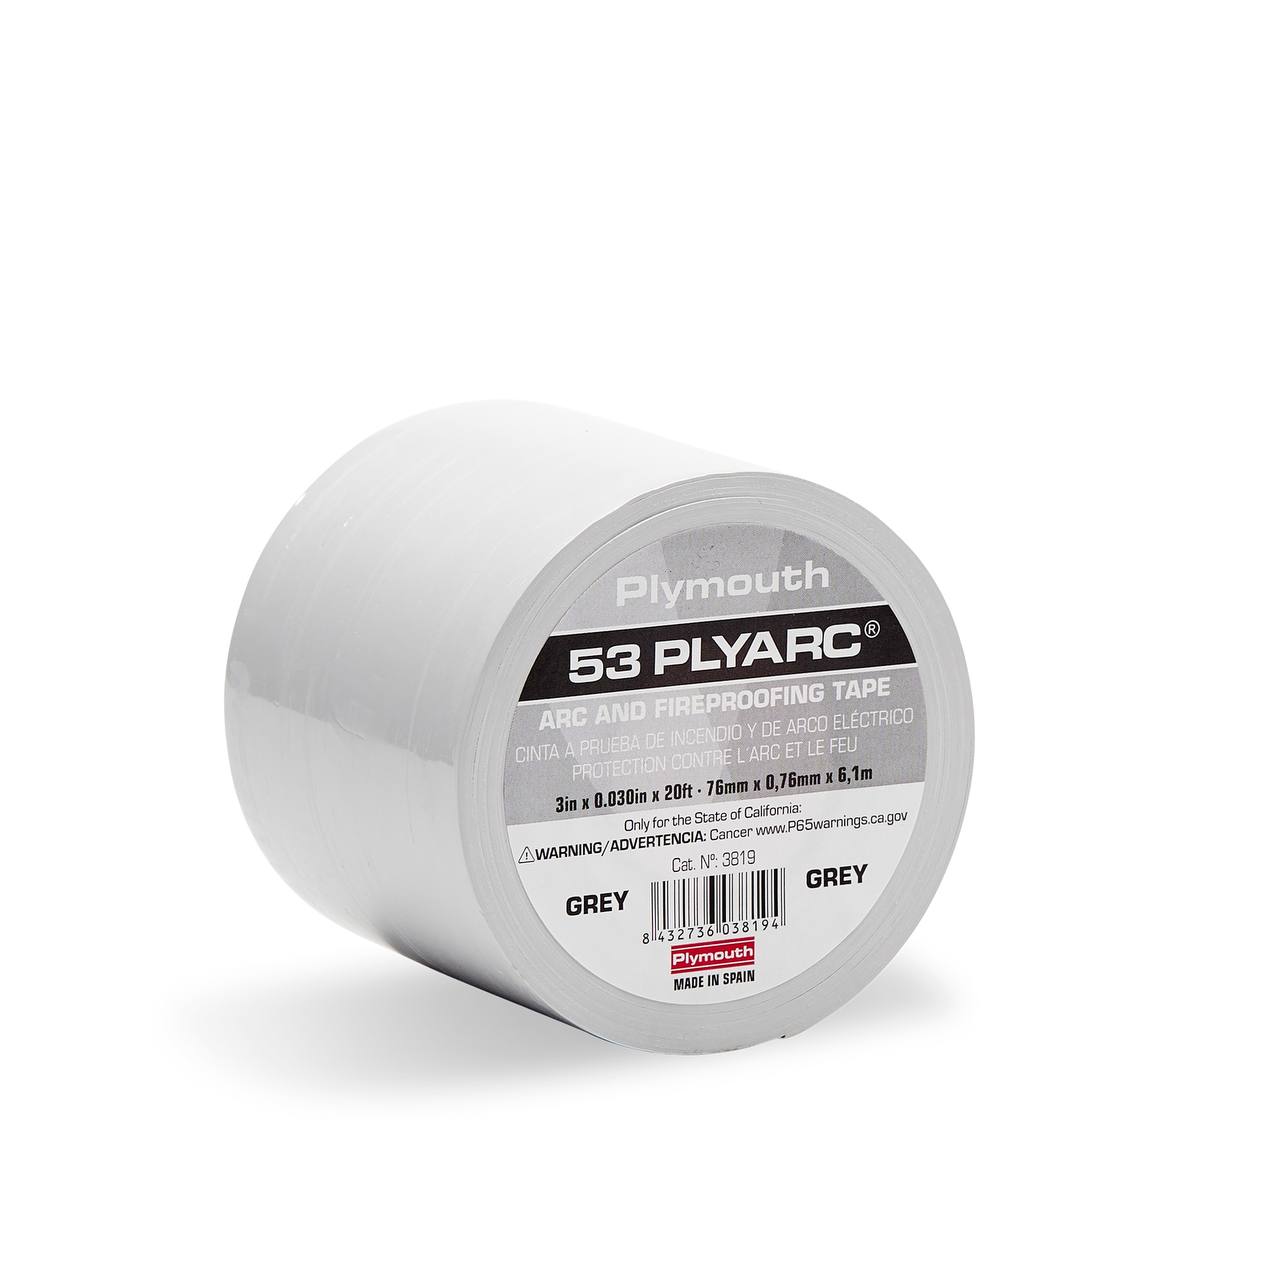 Plymouth
53 PLYARC®
ARC AND FIREPROOFING TAPE
CINTA A PRUEBA DE INCENDIO Y DE ARCO ELÉCTRICO
PROTECTION CONTRE L'ARC ET LE FEU
3in x 0.030in x 20ft · 76mm x 0,76mm x 6,1m
Only for the State of California:
⚠WARNING/ADVERTENCIA: Cancer www.P65warnings.ca.gov
Cat. Nº: 3819
GREY GREY
8 432736 038194
Plymouth
MADE IN SPAIN